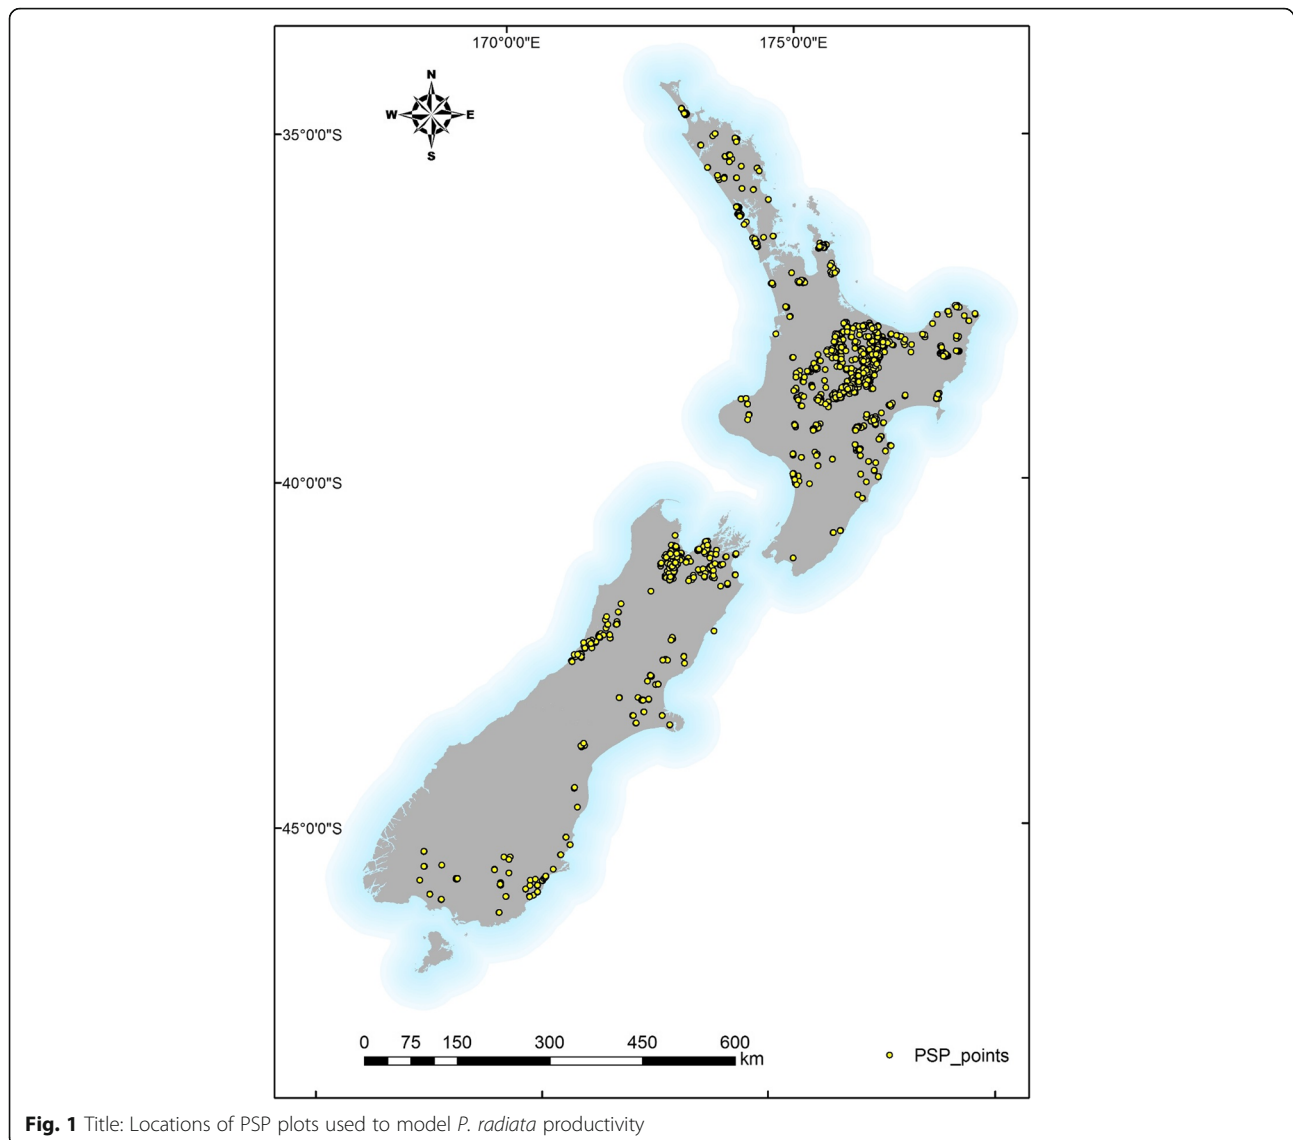 170°0'0"E 175°0'0"E
N
W E
S
35°0'0"S
40°0'0"S
45°0'0"S
0 75 150 300 450 600
km
PSP_points
Fig. 1 Title: Locations of PSP plots used to model P. radiata productivity